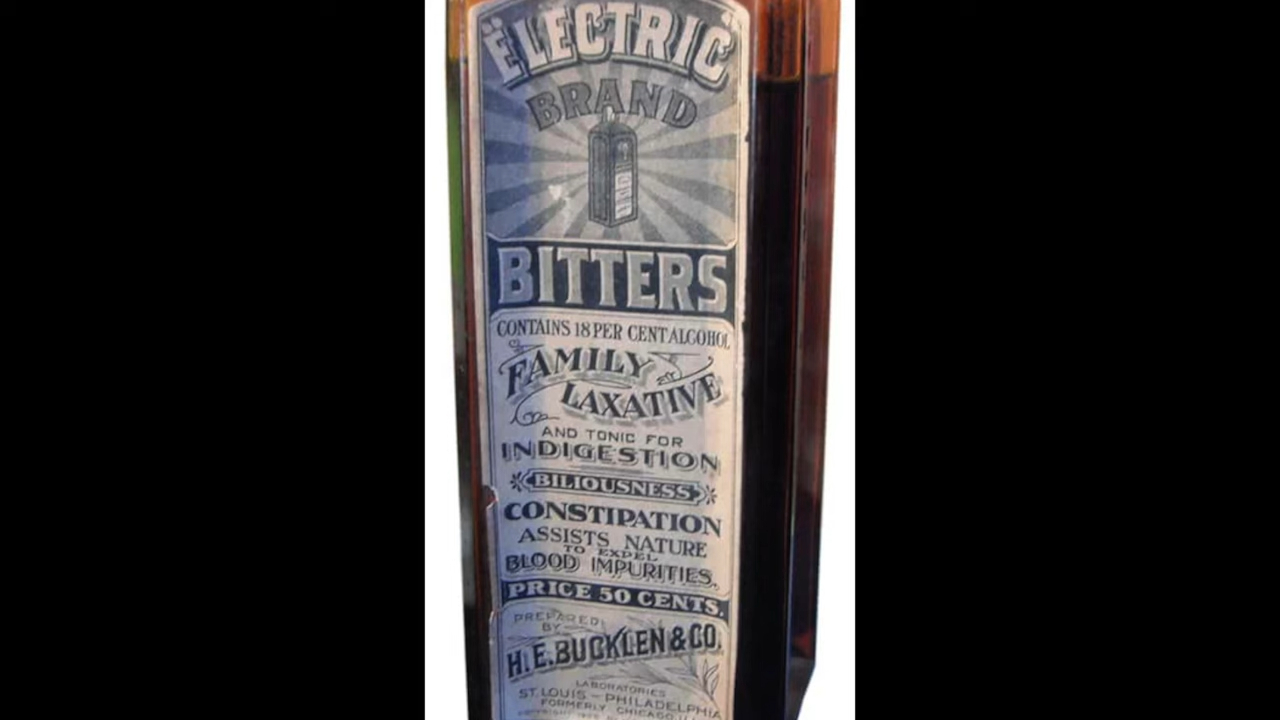 ELECTRIC
BRAND
BITTERS
CONTAINS 18 PER CENT ALCOHOL
FAMILY
LAXATIVE
AND TONIC FOR
INDIGESTION
BILIOUSNESS
CONSTIPATION
ASSISTS NATURE
TO EXPEL
BLOOD IMPURITIES.
PRICE 50 CENTS.
PREPARED
BY
H.E.BUCKLEN & CO.
LABORATORIES
ST. LOUIS – PHILADELPHIA
FORMERLY CHICAGO, ILL.